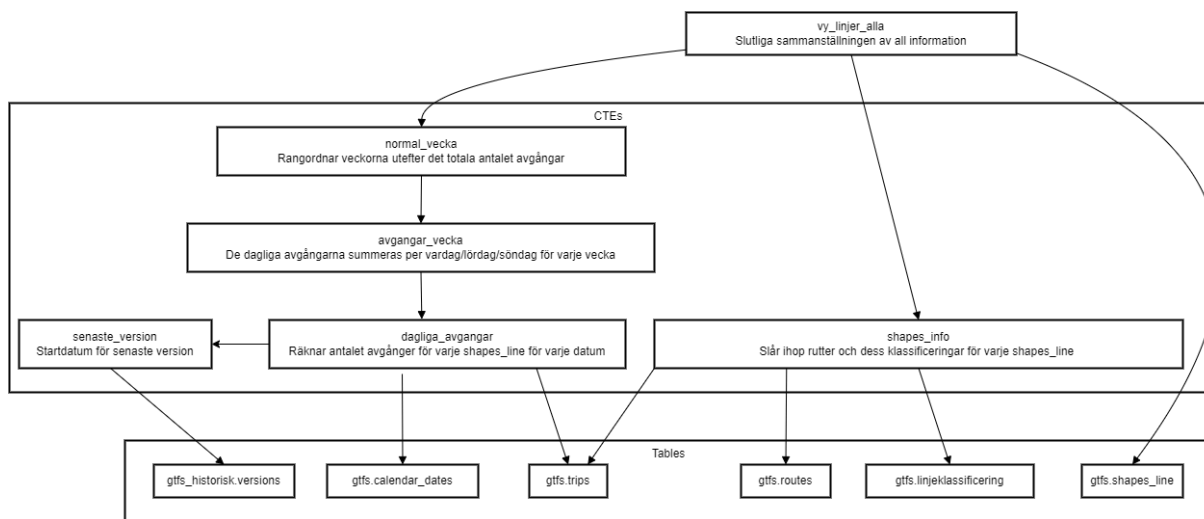 vy_linjer_alla
Slutliga sammanställningen av all information
CTEs
normal_vecka
Rangordnar veckorna utefter det totala antalet avgångar
avgangar_vecka
De dagliga avgångarna summeras per vardag/lördag/söndag för varje vecka
senaste_version
Startdatum för senaste version
dagliga_avgangar
Räknar antalet avgånger för varje shapes_line för varje datum
shapes_info
Slår ihop rutter och dess klassificeringar för varje shapes_line
Tables
gtfs_historisk.versions
gtfs.calendar_dates
gtfs.trips
gtfs.routes
gtfs.linjeklassificering
gtfs.shapes_line